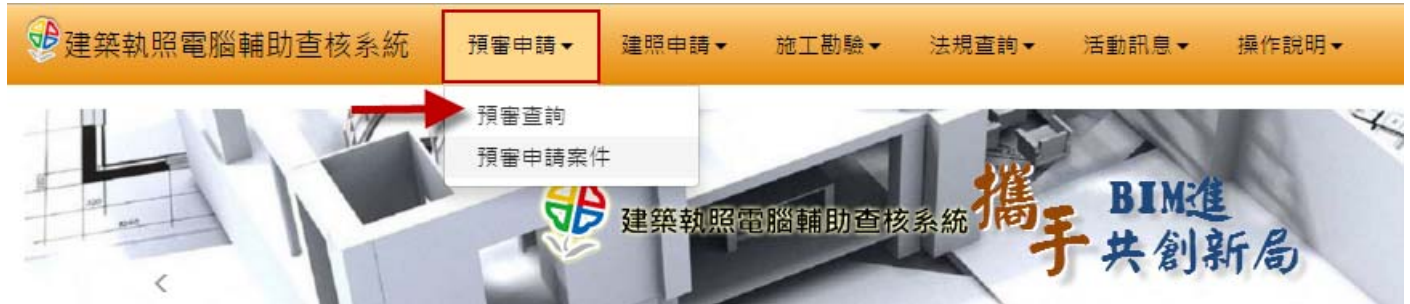 建築執照電腦輔助查核系統 預審申請▼ 建照申請▼ 施工勘驗▼ 法規查詢▼ 活動訊息▼ 操作說明▼
預審查詢
預審申請案件
建築執照電腦輔助查核系統
攜手
BIM進
共創新局